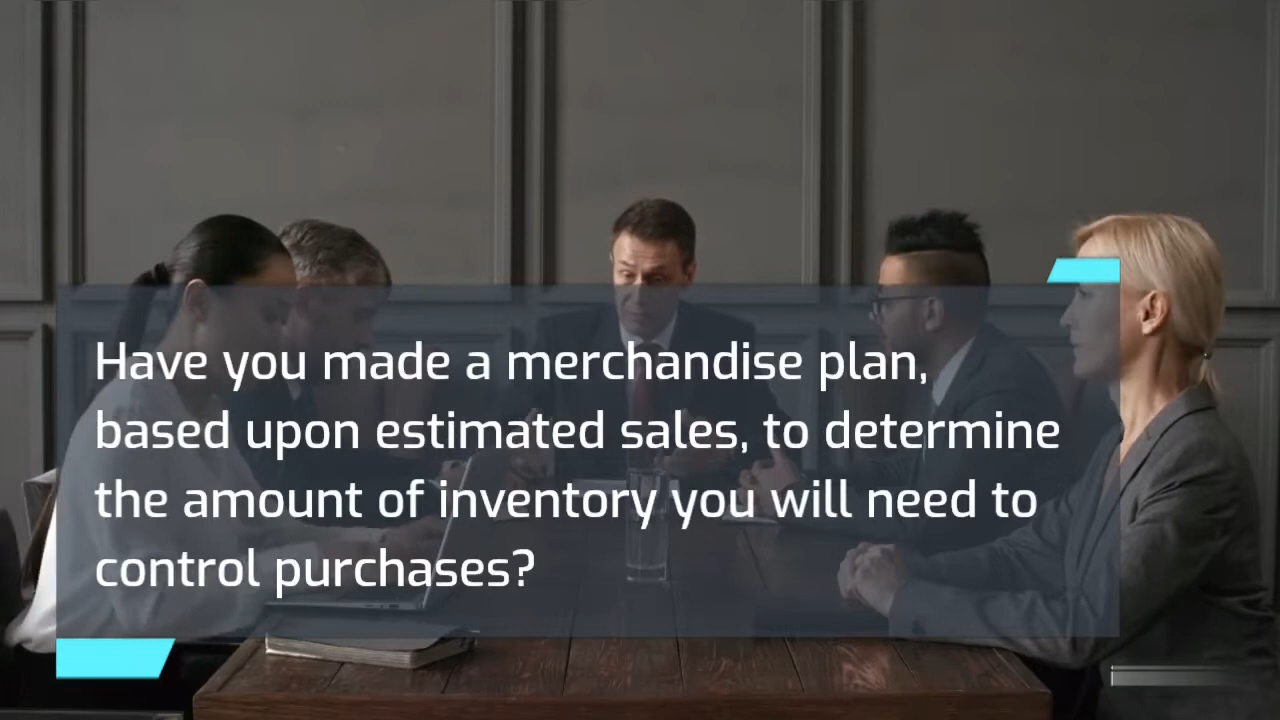 Have you made a merchandise plan,
based upon estimated sales, to determine
the amount of inventory you will need to
control purchases?